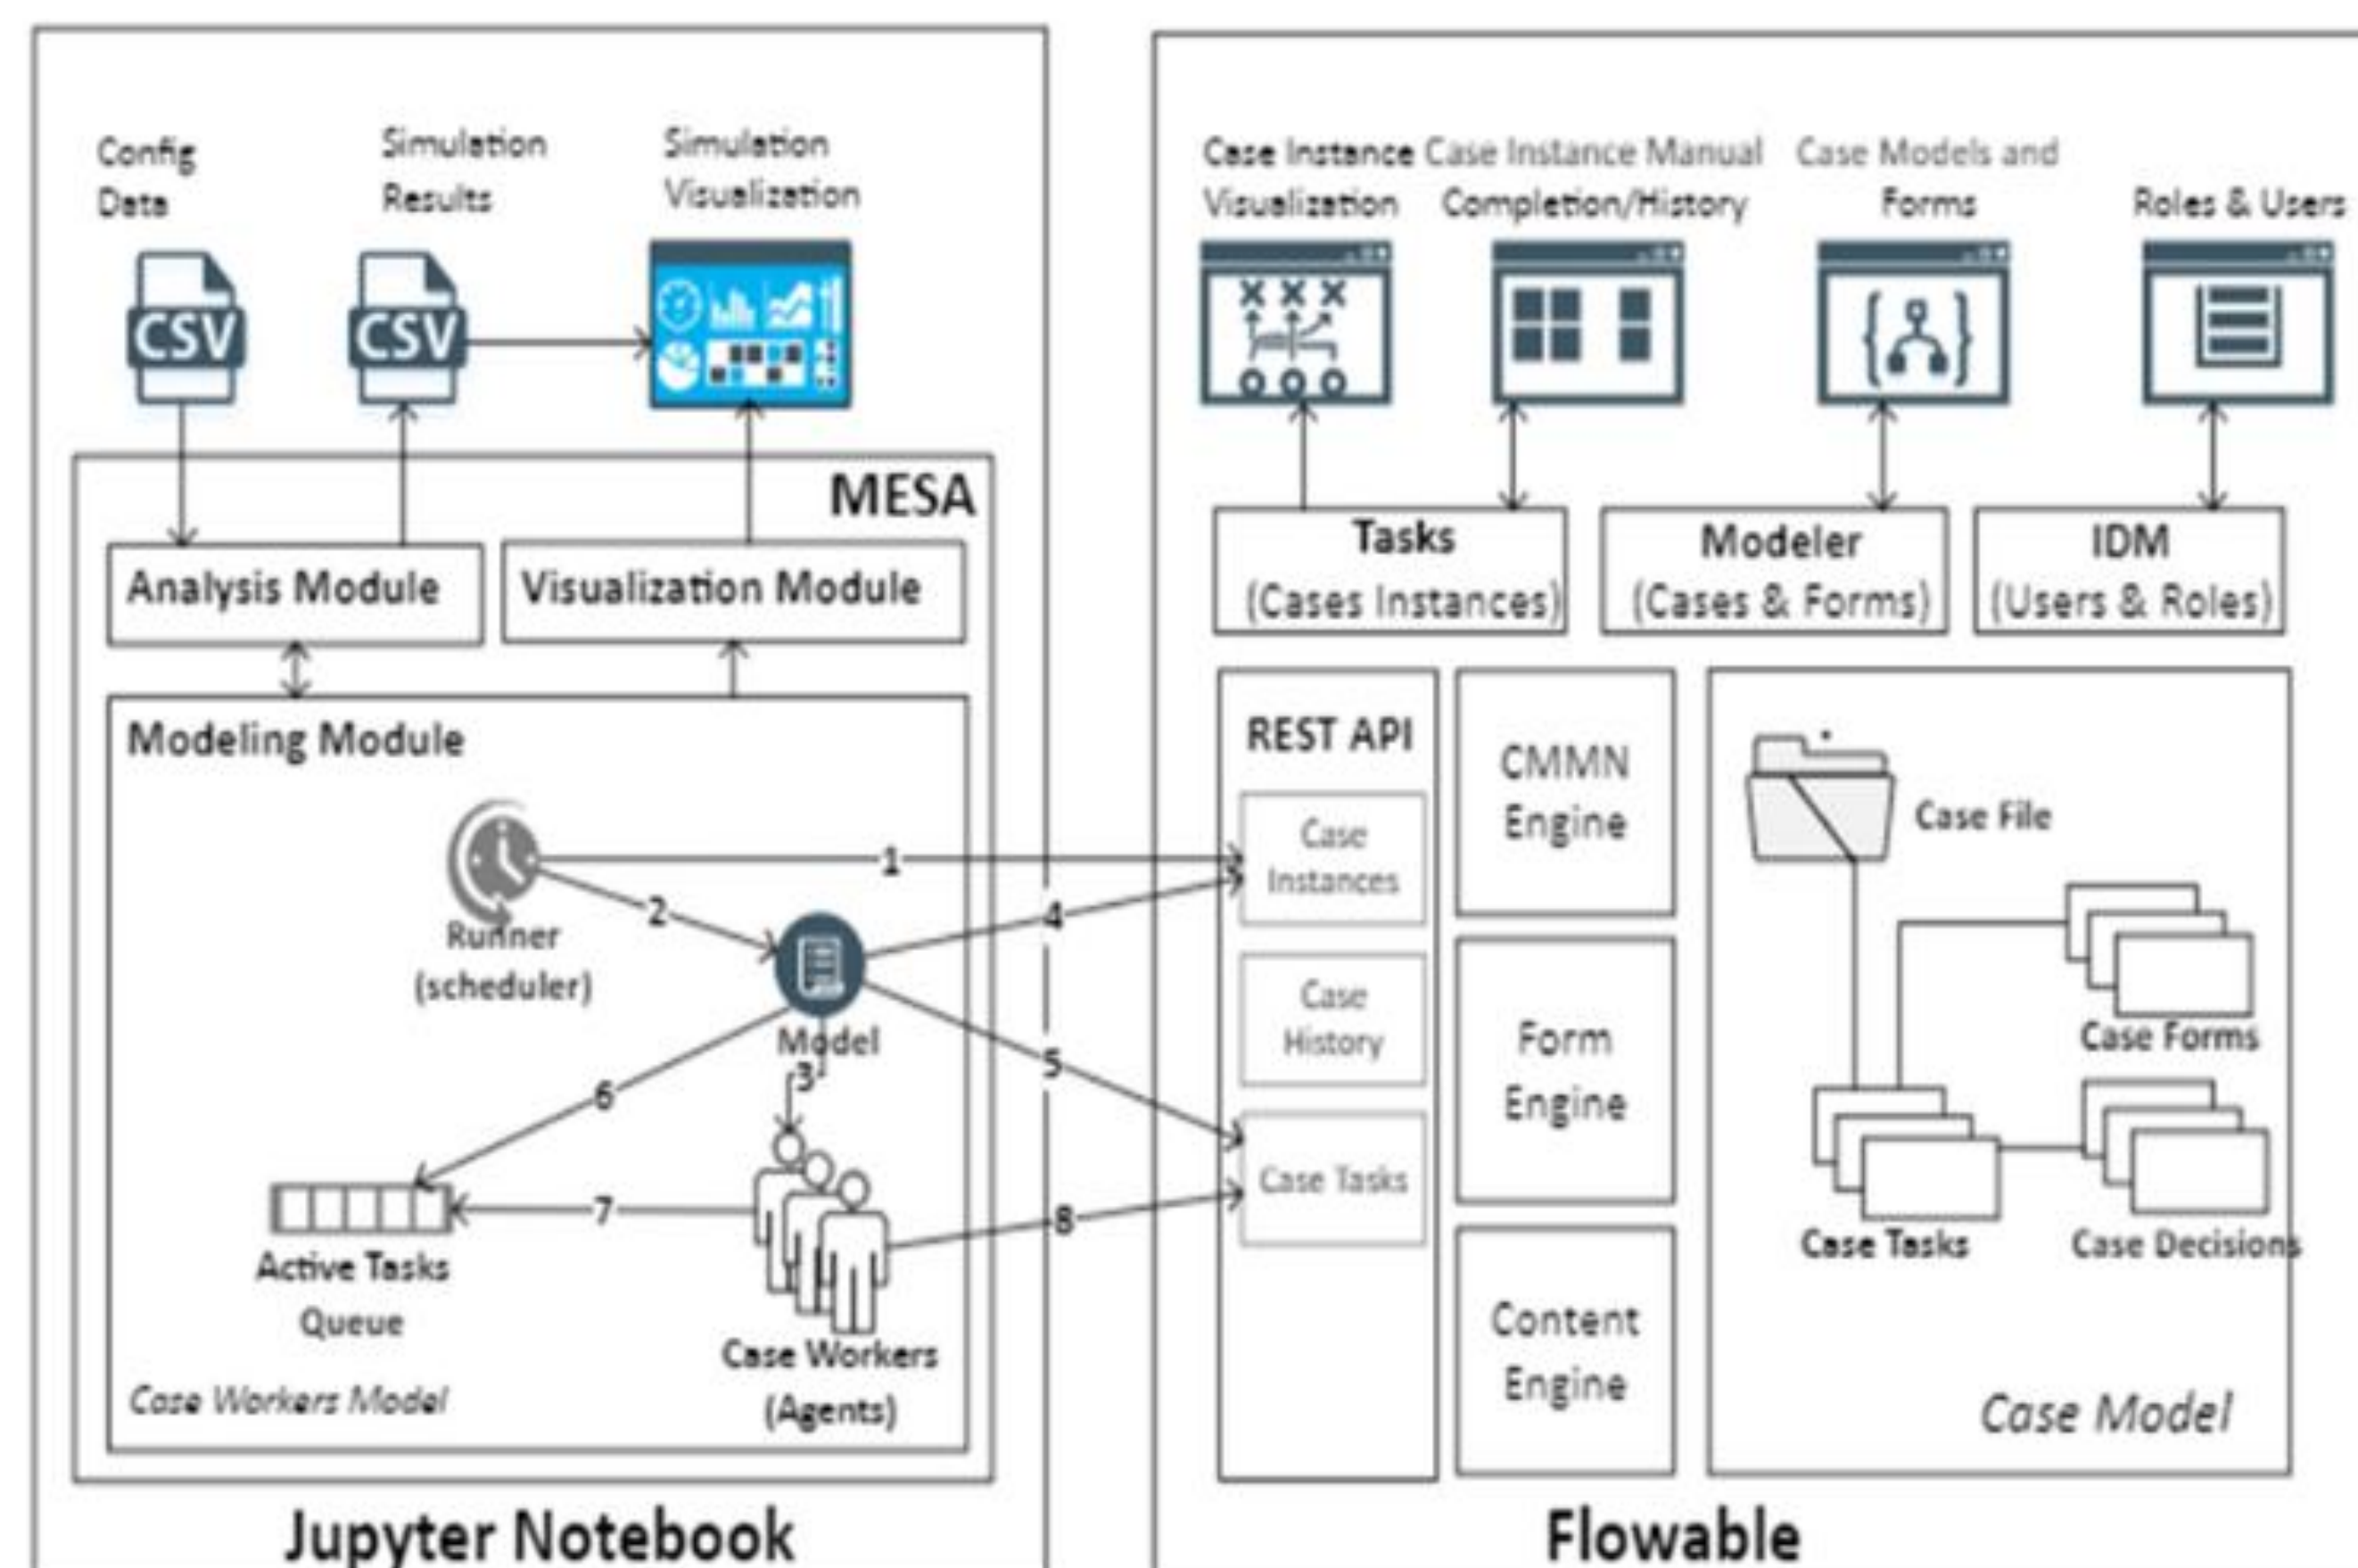 Config
Data
Simulation
Results
Simulation
Visualization
CSV
CSV
MESA
Analysis Module
Visualization Module
Modeling Module
1
2
4
Runner
(scheduler)
Model
3
5
6
7
8
Active Tasks
Queue
Case Workers
(Agents)
Case Workers Model
Jupyter Notebook
Case Instance
Visualization
Case Instance Manual
Completion/History
Case Models and
Forms
Roles & Users
Tasks
(Cases Instances)
Modeler
(Cases & Forms)
IDM
(Users & Roles)
REST API
Case
Instances
Case
History
Case Tasks
CMMN
Engine
Form
Engine
Content
Engine
Case File
Case Forms
Case Tasks
Case Decisions
Case Model
Flowable